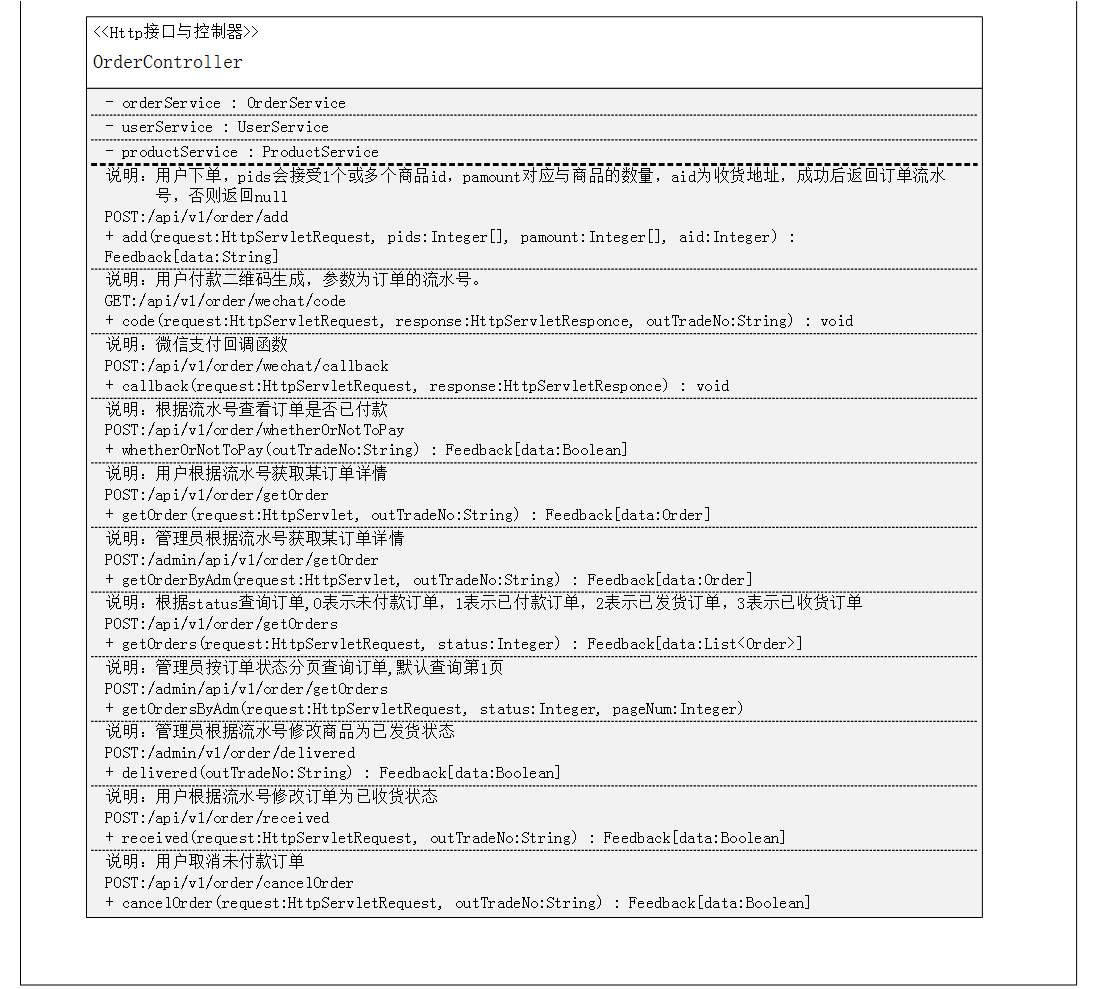 <<Http接口与控制器>>
OrderController
- orderService : OrderService
- userService : UserService
- productService : ProductService
说明：用户下单，pids会接受1个或多个商品id，pamount对应与商品的数量，aid为收货地址，成功后返回订单流水
号，否则返回null
POST:/api/v1/order/add
+ add(request:HttpServletRequest, pids:Integer[], pamount:Integer[], aid:Integer) :
Feedback[data:String]
说明：用户付款二维码生成，参数为订单的流水号。
GET:/api/v1/order/wechat/code
+ code(request:HttpServletRequest, response:HttpServletResponce, outTradeNo:String) : void
说明：微信支付回调函数
POST:/api/v1/order/wechat/callback
+ callback(request:HttpServletRequest, response:HttpServletResponce) : void
说明：根据流水号查看订单是否已付款
POST:/api/v1/order/whetherOrNotToPay
+ whetherOrNotToPay(outTradeNo:String) : Feedback[data:Boolean]
说明：用户根据流水号获取某订单详情
POST:/api/v1/order/getOrder
+ getOrder(request:HttpServlet, outTradeNo:String) : Feedback[data:Order]
说明：管理员根据流水号获取某订单详情
POST:/admin/api/v1/order/getOrder
+ getOrderByAdm(request:HttpServlet, outTradeNo:String) : Feedback[data:Order]
说明：根据status查询订单,0表示未付款订单，1表示已付款订单，2表示已发货订单，3表示已收货订单
POST:/api/v1/order/getOrders
+ getOrders(request:HttpServletRequest, status:Integer) : Feedback[data:List<Order>]
说明：管理员按订单状态分页查询订单,默认查询第1页
POST:/admin/api/v1/order/getOrders
+ getOrdersByAdm(request:HttpServletRequest, status:Integer, pageNum:Integer)
说明：管理员根据流水号修改商品为已发货状态
POST:/admin/v1/order/delivered
+ delivered(outTradeNo:String) : Feedback[data:Boolean]
说明：用户根据流水号修改订单为已收货状态
POST:/api/v1/order/received
+ received(request:HttpServletRequest, outTradeNo:String) : Feedback[data:Boolean]
说明：用户取消未付款订单
POST:/api/v1/order/cancelOrder
+ cancelOrder(request:HttpServletRequest, outTradeNo:String) : Feedback[data:Boolean]